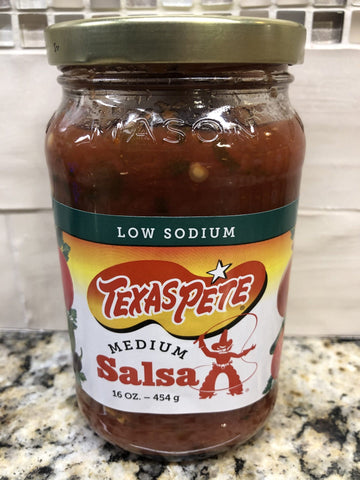 MASON
LOW SODIUM
TEXAS PETE
®
MEDIUM
Salsa
®
16 OZ. – 454 g